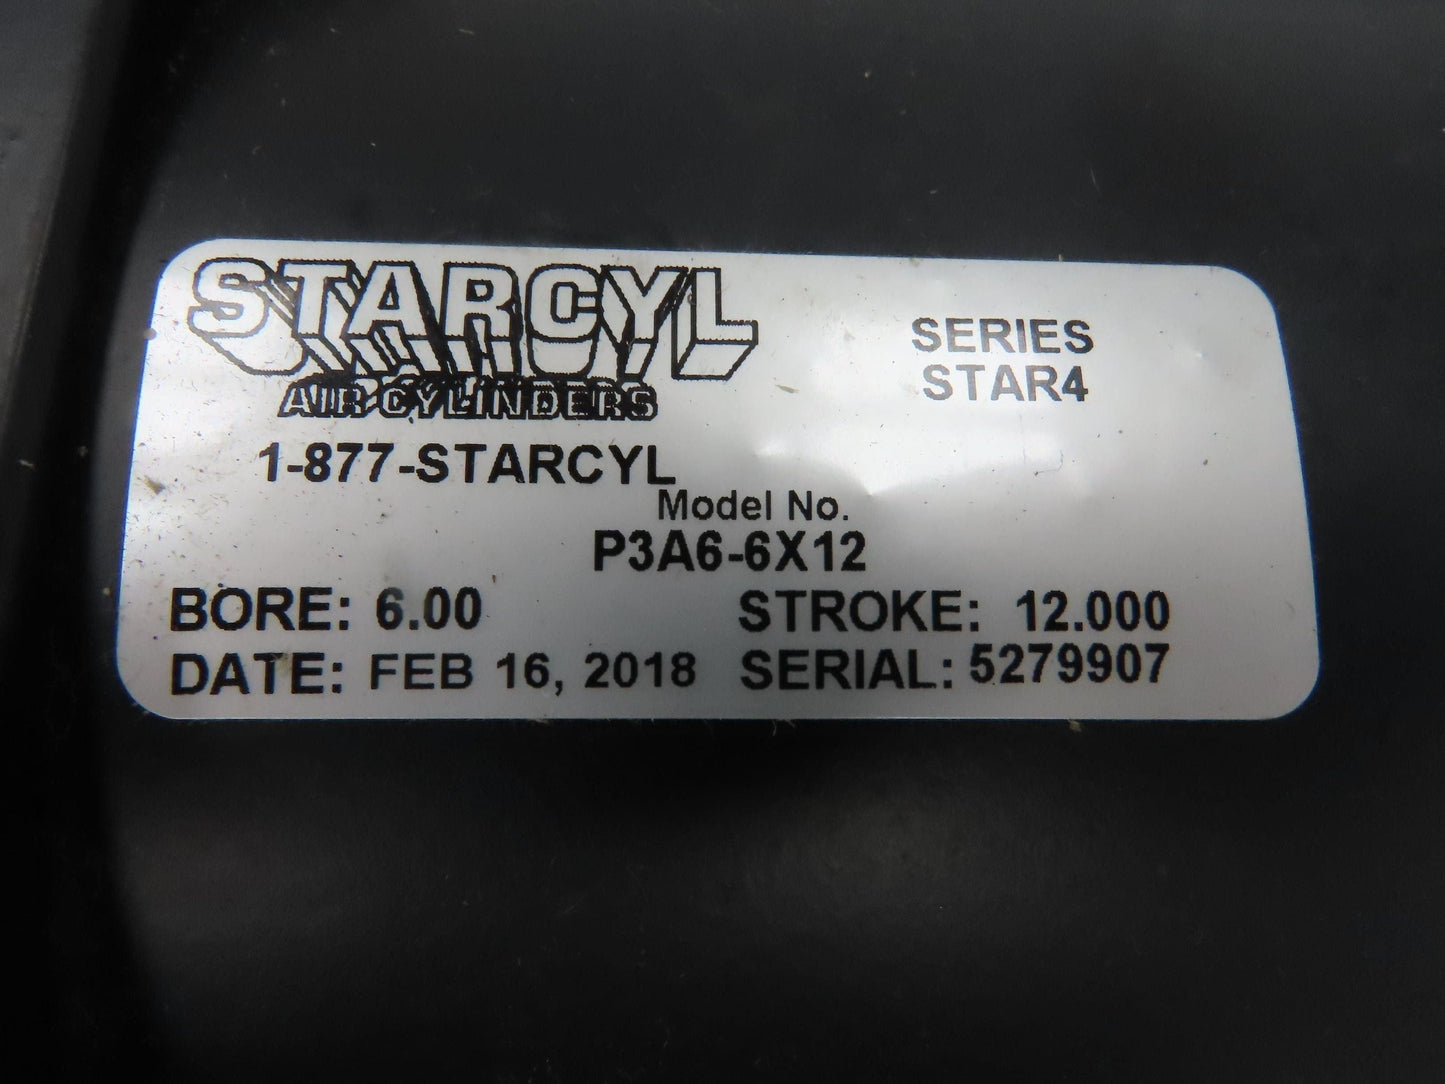 STARCYL
AIR CYLINDERS
1-877-STARCYL
SERIES
STAR4
Model No.
P3A6-6X12
BORE: 6.00 STROKE: 12.000
DATE: FEB 16, 2018 SERIAL: 5279907